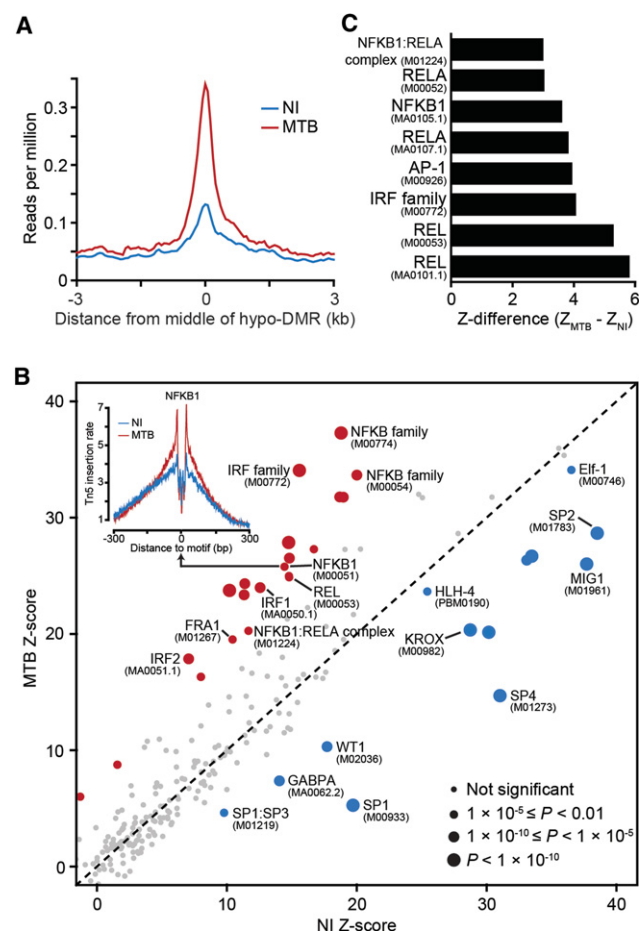 A
Reads per million
0.3
0.2
0.1
0
NI
MTB
-3
0
3
Distance from middle of hypo-DMR (kb)
C
NFKB1:RELA
complex (M01224)
RELA
(M00052)
NFKB1
(MA0105.1)
RELA
(MA0107.1)
AP-1
(M00926)
IRF family
(M00772)
REL
(M00053)
REL
(MA0101.1)
0
2
4
6
Z-difference (ZMTB - ZNI)
B
MTB Z-score
40
30
20
10
0
NFKB1
Tn5 insertion rate
7
5
3
1
NI
MTB
-300
0
300
Distance to motif (bp)
NFKB family
(M00774)
IRF family
(M00772)
NFKB family
(M00054)
Elf-1
(M00746)
SP2
(M01783)
NFKB1
(M00051)
REL
(M00053)
MIG1
(M01961)
HLH-4
(PBM0190)
IRF1
(MA0050.1)
FRA1
(M01267)
NFKB1:RELA complex
(M01224)
KROX
(M00982)
IRF2
(MA0051.1)
SP4
(M01273)
WT1
(M02036)
GABPA
(MA0062.2)
SP1
(M00933)
SP1:SP3
(M01219)
Not significant
1 × 10⁻⁵ ≤ P < 0.01
1 × 10⁻¹⁰ ≤ P < 1 × 10⁻⁵
P < 1 × 10⁻¹⁰
0
10
20
30
40
NI Z-score